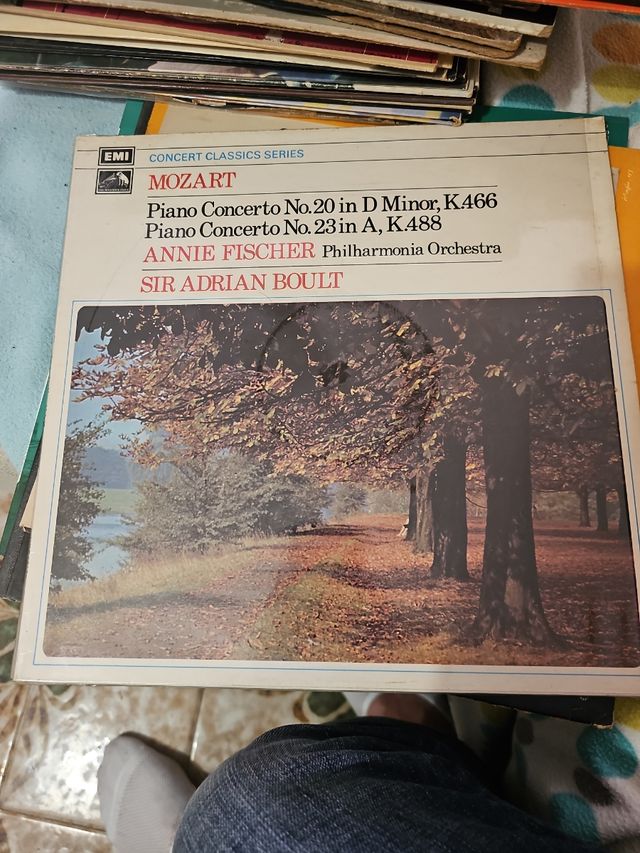 EMI
CONCERT CLASSICS SERIES
MOZART
Piano Concerto No.20 in D Minor, K.466
Piano Concerto No. 23 in A, K.488
ANNIE FISCHER Philharmonia Orchestra
SIR ADRIAN BOULT